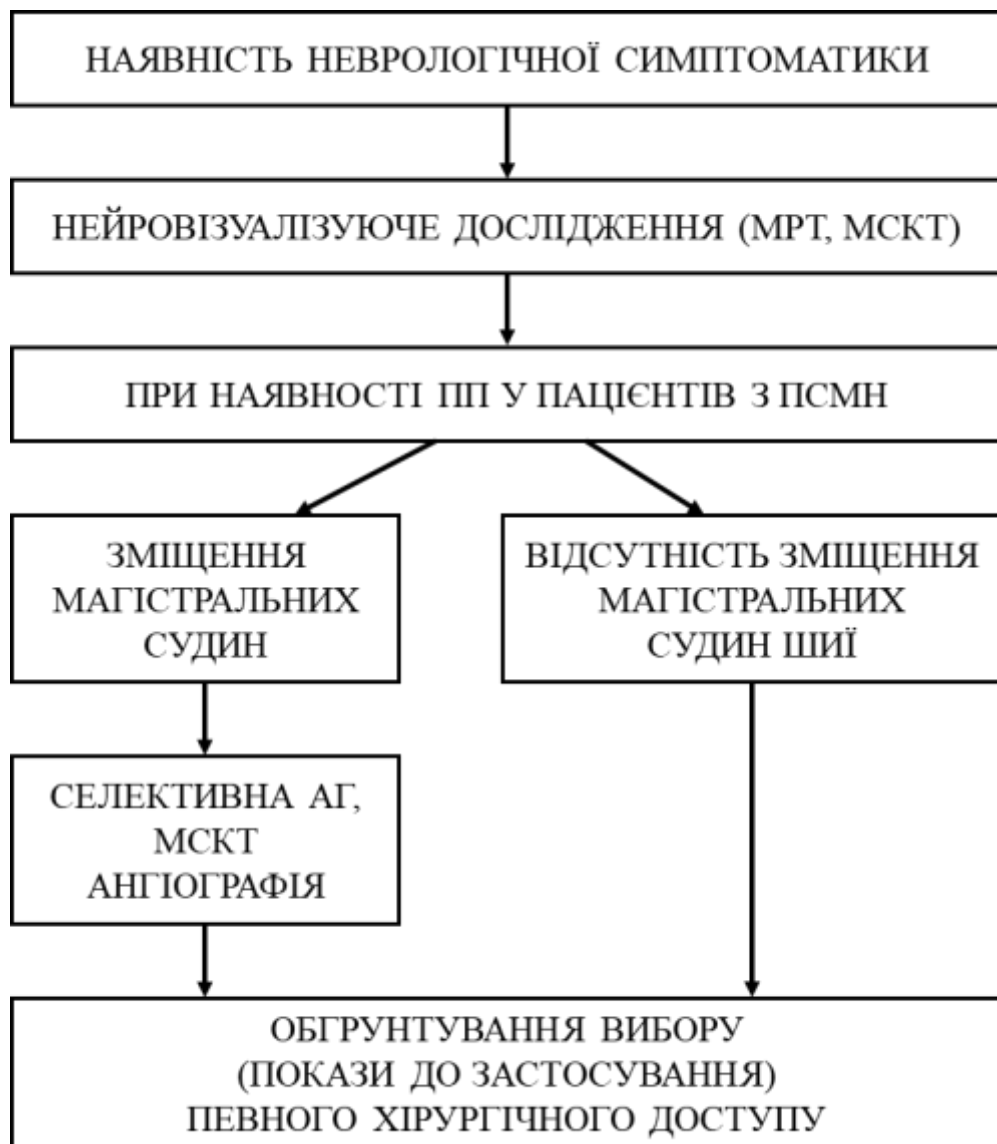 НАЯВНІСТЬ НЕВРОЛОГІЧНОЇ СИМПТОМАТИКИ
НЕЙРОВІЗУАЛІЗУЮЧЕ ДОСЛІДЖЕННЯ (МРТ, МСКТ)
ПРИ НАЯВНОСТІ ПП У ПАЦІЄНТІВ З ПСМН
ЗМІЩЕННЯ
МАГІСТРАЛЬНИХ
СУДИН
ВІДСУТНІСТЬ ЗМІЩЕННЯ
МАГІСТРАЛЬНИХ
СУДИН ШИЇ
СЕЛЕКТИВНА АГ,
МСКТ
АНГІОГРАФІЯ
ОБГРУНТУВАННЯ ВИБОРУ
(ПОКАЗИ ДО ЗАСТОСУВАННЯ)
ПЕВНОГО ХІРУРГІЧНОГО ДОСТУПУ